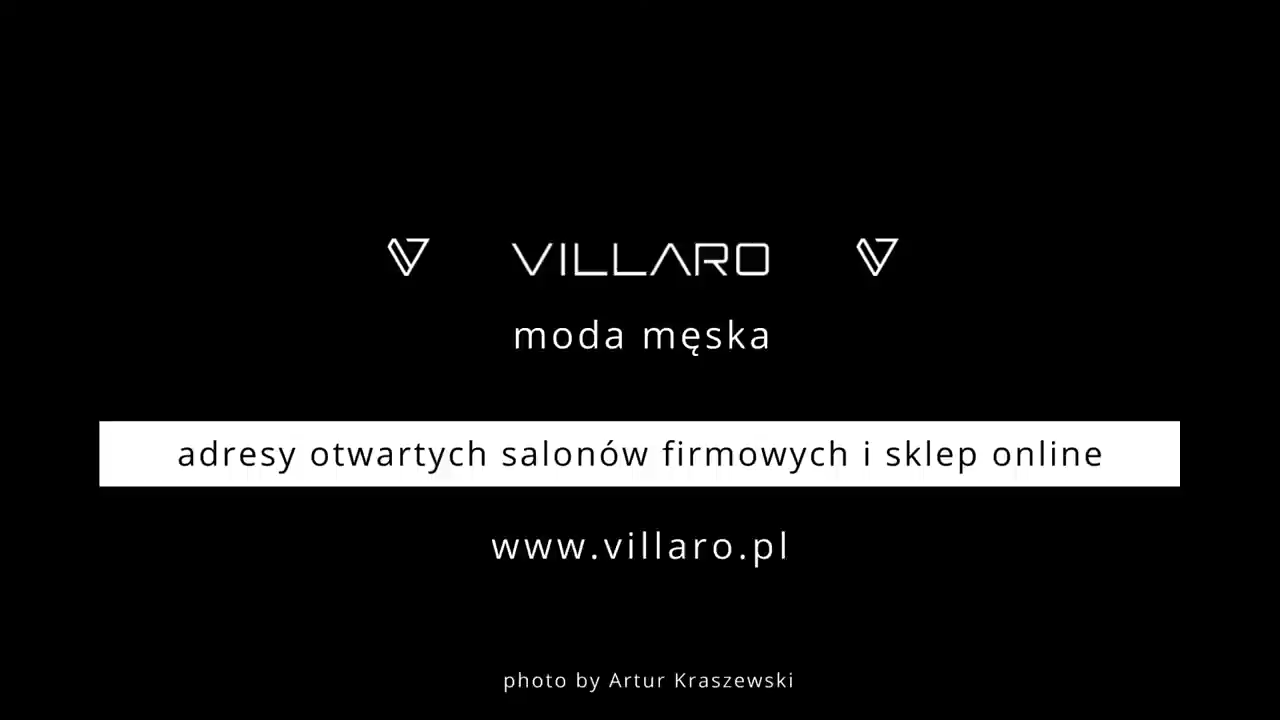 VILLARO
moda męska
adresy otwartych salonów firmowych i sklep online
www.villaro.pl
photo by Artur Kraszewski